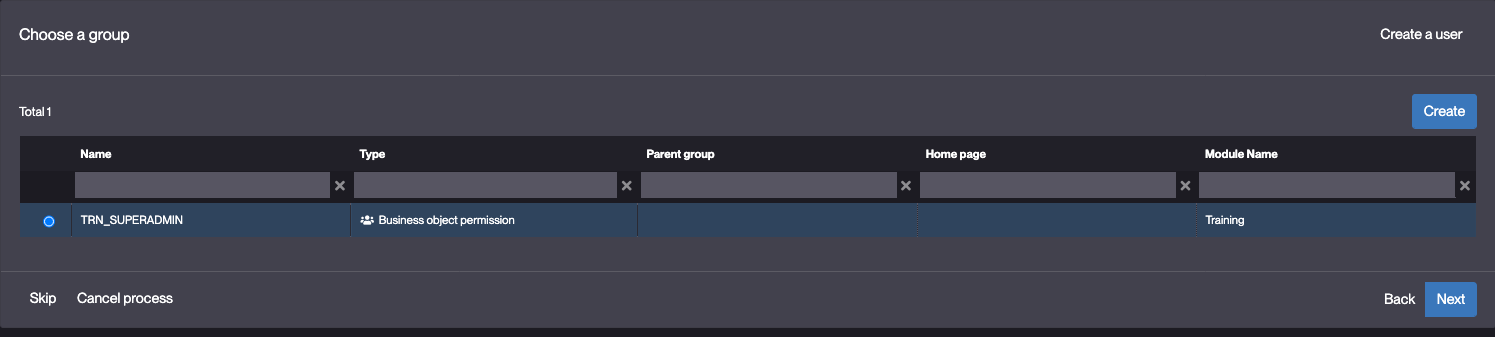 Choose a group
Create a user
Total 1
Create
Name Type Parent group Home page Module Name
TRN_SUPERADMIN Business object permission Training
Skip Cancel process Back Next